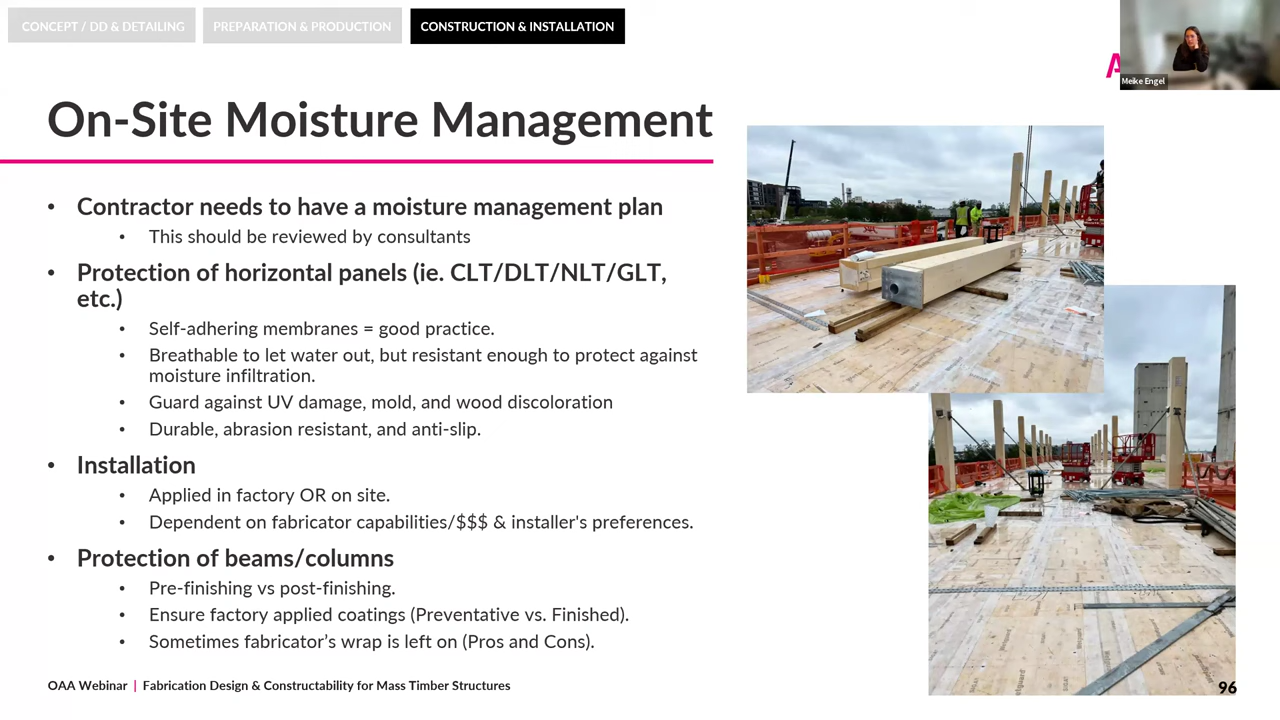 CONCEPT / DD & DETAILING
PREPARATION & PRODUCTION
CONSTRUCTION & INSTALLATION
A
Meike Engel
On-Site Moisture Management
• Contractor needs to have a moisture management plan
• This should be reviewed by consultants
• Protection of horizontal panels (ie. CLT/DLT/NLT/GLT,
etc.)
• Self-adhering membranes = good practice.
• Breathable to let water out, but resistant enough to protect against
moisture infiltration.
• Guard against UV damage, mold, and wood discoloration
• Durable, abrasion resistant, and anti-slip.
• Installation
• Applied in factory OR on site.
• Dependent on fabricator capabilities/$$$ & installer's preferences.
• Protection of beams/columns
• Pre-finishing vs post-finishing.
• Ensure factory applied coatings (Preventative vs. Finished).
• Sometimes fabricator’s wrap is left on (Pros and Cons).
OAA Webinar | Fabrication Design & Constructability for Mass Timber Structures
96